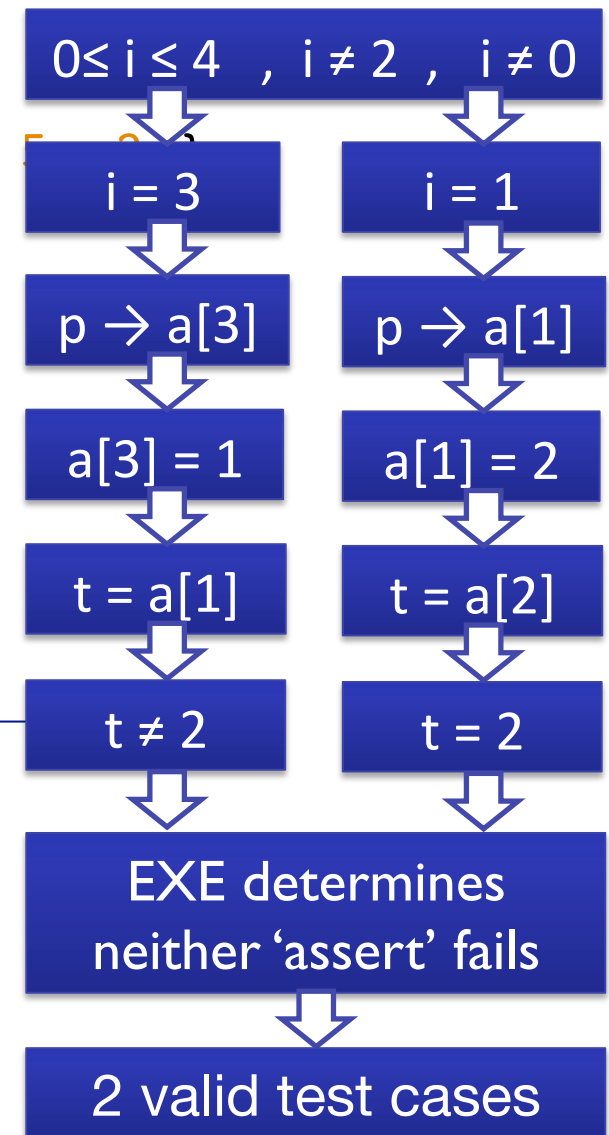 0≤ i ≤ 4 , i ≠ 2 , i ≠ 0
i = 3
i = 1
p → a[3]
p → a[1]
a[3] = 1
a[1] = 2
t = a[1]
t = a[2]
t ≠ 2
t = 2
EXE determines
neither ‘assert’ fails
2 valid test cases